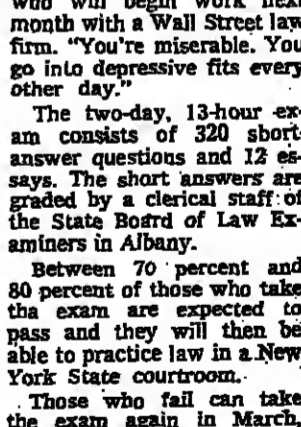 who will begin work next
month with a Wall Street law
firm. “You're miserable. You
go into depressive fits every
other day.”
The two-day, 13-hour ex-
am consists of 320 short
answer questions and 12 es-
says. The short answers are
graded by a clerical staff of
the State Board of Law Ex-
aminers in Albany.
Between 70 percent and
80 percent of those who take
tha exam are expected to
pass and they will then be
able to practice law in a New
York State courtroom.
Those who fail can take
the exam again in March.